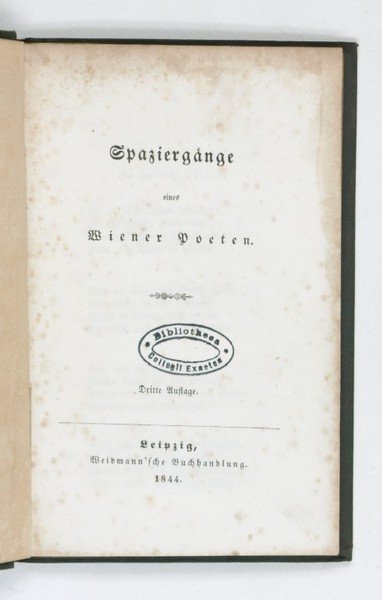 Spaziergänge
eines
Wiener Poeten.
Bibliotheca
Collegii Exaeten
Dritte Auflage.
Leipzig,
Weidmann'sche Buchhandlung.
1844.